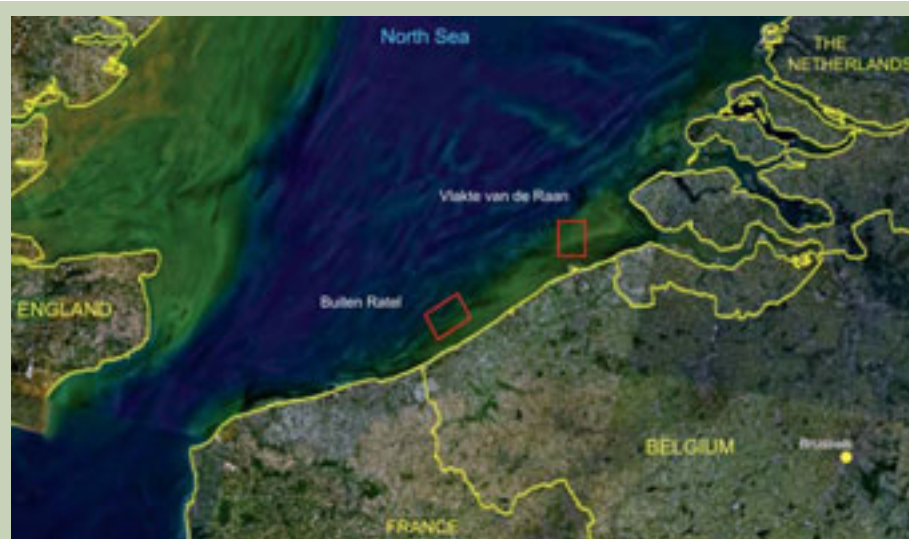 North Sea
THE
NETHERLANDS
Vlakte van de Raan
Buiten Ratel
ENGLAND
BELGIUM
Brussels
FRANCE